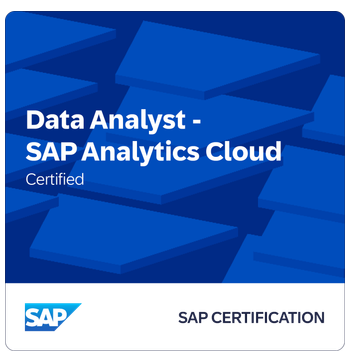 Data Analyst -
SAP Analytics Cloud
Certified
SAP
SAP CERTIFICATION